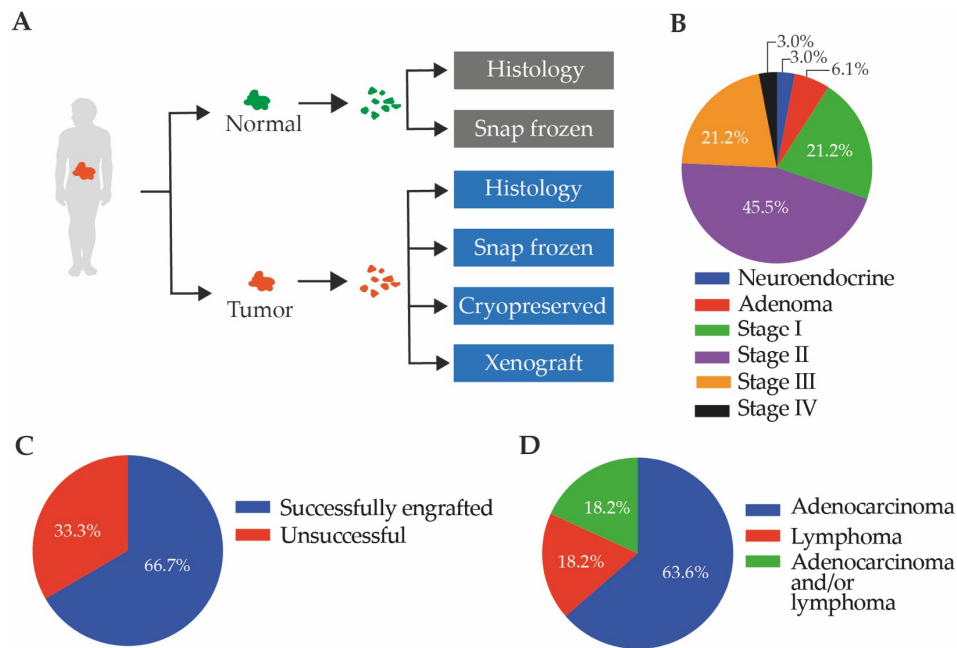 A
Normal
Histology
Snap frozen
Tumor
Histology
Snap frozen
Cryopreserved
Xenograft
B
3.0%
3.0%
6.1%
21.2%
21.2%
45.5%
Neuroendocrine
Adenoma
Stage I
Stage II
Stage III
Stage IV
C
33.3%
66.7%
Successfully engrafted
Unsuccessful
D
18.2%
18.2%
63.6%
Adenocarcinoma
Lymphoma
Adenocarcinoma
and/or
lymphoma